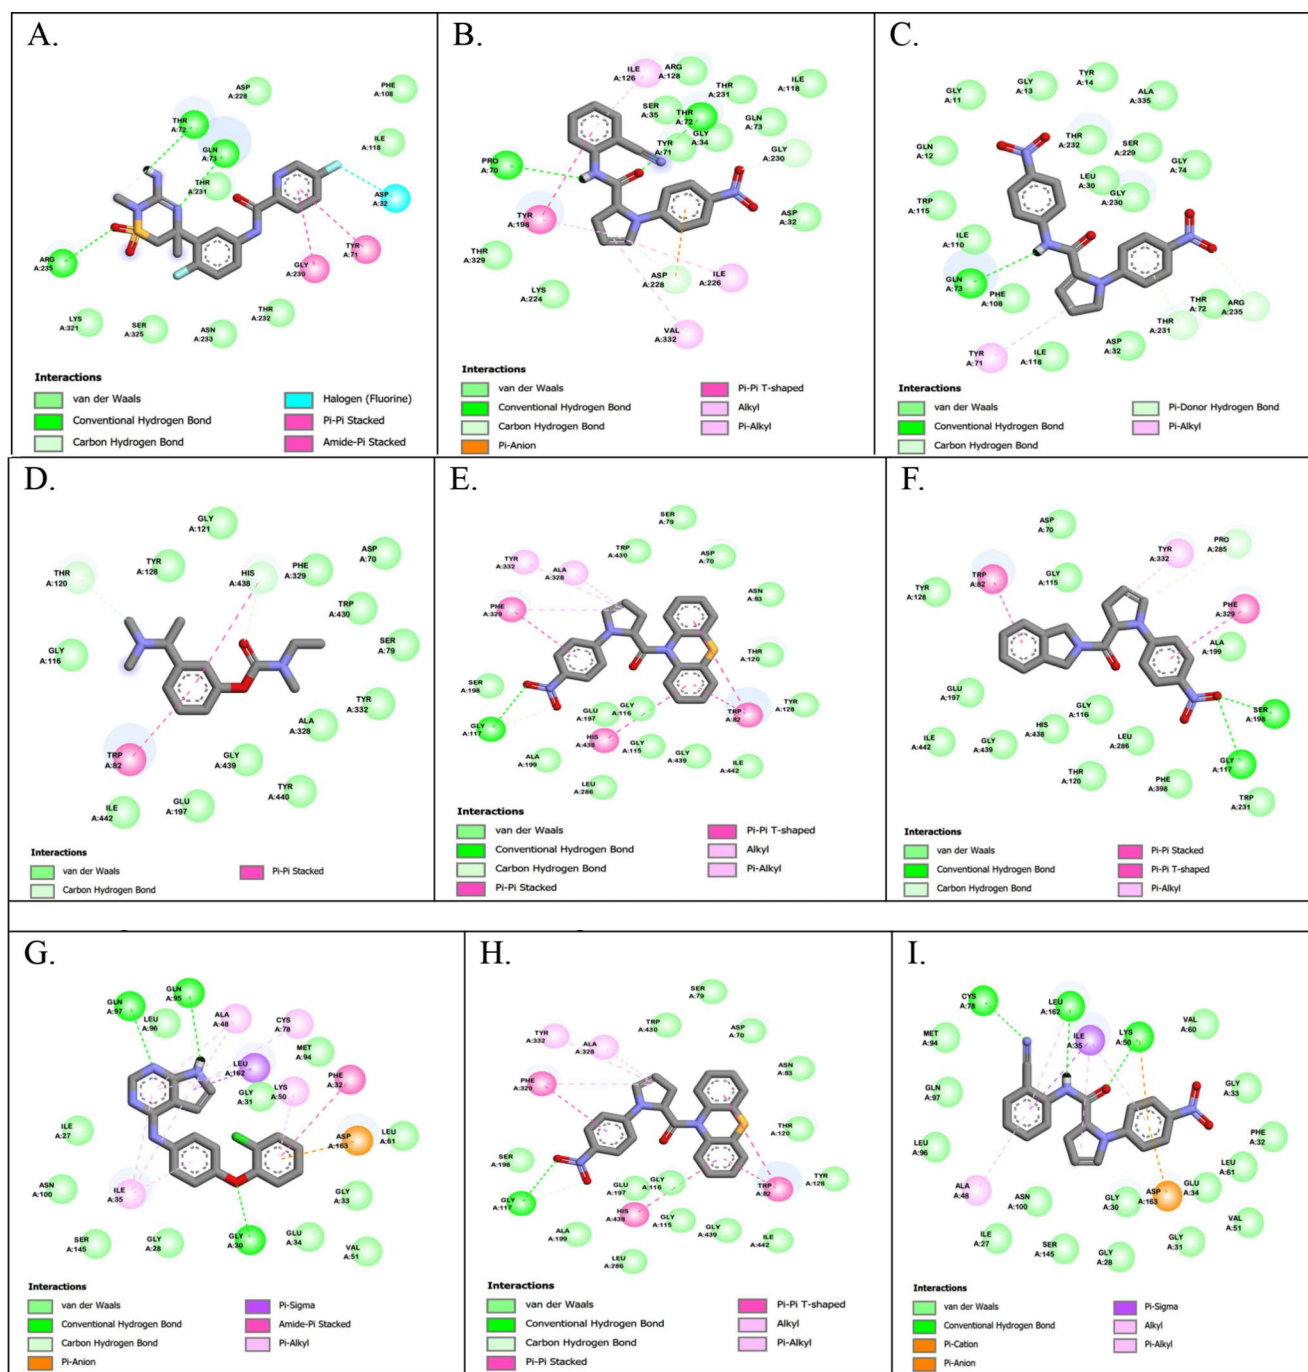 A.
ASP
A:228
PHE
A:108
THR
A:72
GLN
A:73
ILE
A:118
THR
A:231
ASP
A:32
ARG
A:235
GLY
A:230
TYR
A:71
LYS
A:321
SER
A:325
ASN
A:233
THR
A:232
Interactions
van der Waals
Conventional Hydrogen Bond
Carbon Hydrogen Bond
Halogen (Fluorine)
Pi-Pi Stacked
Amide-Pi Stacked
B.
ILE
A:126
ARG
A:128
THR
A:231
ILE
A:118
SER
A:35
THR
A:72
GLY
A:34
GLN
A:73
TYR
A:71
GLY
A:230
PRO
A:70
TYR
A:198
ASP
A:32
THR
A:329
LYS
A:224
ASP
A:228
ILE
A:226
VAL
A:332
Interactions
van der Waals
Conventional Hydrogen Bond
Carbon Hydrogen Bond
Pi-Anion
Pi-Pi T-shaped
Alkyl
Pi-Alkyl
C.
GLY
A:11
GLY
A:13
TYR
A:14
ALA
A:335
GLN
A:12
THR
A:232
SER
A:229
GLY
A:74
LEU
A:30
GLY
A:230
TRP
A:115
ILE
A:110
GLN
A:73
PHE
A:108
THR
A:72
ARG
A:235
THR
A:231
TYR
A:71
ILE
A:118
ASP
A:32
Interactions
van der Waals
Conventional Hydrogen Bond
Carbon Hydrogen Bond
Pi-Donor Hydrogen Bond
Pi-Alkyl
D.
GLY
A:121
THR
A:120
TYR
A:128
HIS
A:438
PHE
A:329
ASP
A:70
TRP
A:430
GLY
A:116
SER
A:79
TYR
A:332
ALA
A:328
TRP
A:82
GLY
A:439
TYR
A:440
ILE
A:442
GLU
A:197
Interactions
van der Waals
Carbon Hydrogen Bond
Pi-Pi Stacked
E.
SER
A:79
TYR
A:332
TRP
A:430
ALA
A:328
ASP
A:70
ASN
A:83
PHE
A:329
THR
A:120
SER
A:198
GLU
A:197
GLY
A:116
TRP
A:82
TYR
A:128
GLY
A:117
HIS
A:438
GLY
A:115
GLY
A:439
ILE
A:442
ALA
A:199
LEU
A:286
Interactions
van der Waals
Conventional Hydrogen Bond
Carbon Hydrogen Bond
Pi-Pi Stacked
Pi-Pi T-shaped
Alkyl
Pi-Alkyl
F.
ASP
A:70
TYR
A:332
PRO
A:285
TRP
A:82
GLY
A:115
TYR
A:128
PHE
A:329
ALA
A:199
GLU
A:197
GLY
A:116
SER
A:198
HIS
A:438
ILE
A:442
GLY
A:439
LEU
A:286
GLY
A:117
THR
A:120
PHE
A:398
TRP
A:231
Interactions
van der Waals
Conventional Hydrogen Bond
Carbon Hydrogen Bond
Pi-Pi Stacked
Pi-Pi T-shaped
Pi-Alkyl
G.
GLN
A:97
GLN
A:95
LEU
A:96
ALA
A:48
CYS
A:78
MET
A:94
LEU
A:162
PHE
A:32
GLY
A:31
LYS
A:50
ILE
A:27
ASP
A:163
LEU
A:61
ASN
A:100
ILE
A:35
GLY
A:33
SER
A:145
GLY
A:28
GLY
A:30
GLU
A:34
VAL
A:51
Interactions
van der Waals
Conventional Hydrogen Bond
Carbon Hydrogen Bond
Pi-Anion
Pi-Sigma
Amide-Pi Stacked
Pi-Alkyl
H.
SER
A:79
TYR
A:332
TRP
A:430
ALA
A:328
ASP
A:70
ASN
A:83
PHE
A:329
THR
A:120
SER
A:198
GLU
A:197
GLY
A:116
TRP
A:82
TYR
A:128
GLY
A:117
HIS
A:438
GLY
A:115
GLY
A:439
ILE
A:442
ALA
A:199
LEU
A:286
Interactions
van der Waals
Conventional Hydrogen Bond
Carbon Hydrogen Bond
Pi-Pi Stacked
Pi-Pi T-shaped
Alkyl
Pi-Alkyl
I.
CYS
A:78
LEU
A:162
LYS
A:50
VAL
A:60
MET
A:94
ILE
A:35
GLN
A:97
GLY
A:33
PHE
A:32
LEU
A:96
LEU
A:61
ALA
A:48
ASN
A:100
GLY
A:30
ASP
A:163
GLU
A:34
VAL
A:51
ILE
A:27
SER
A:145
GLY
A:28
GLY
A:31
Interactions
van der Waals
Conventional Hydrogen Bond
Pi-Cation
Pi-Anion
Pi-Sigma
Alkyl
Pi-Alkyl